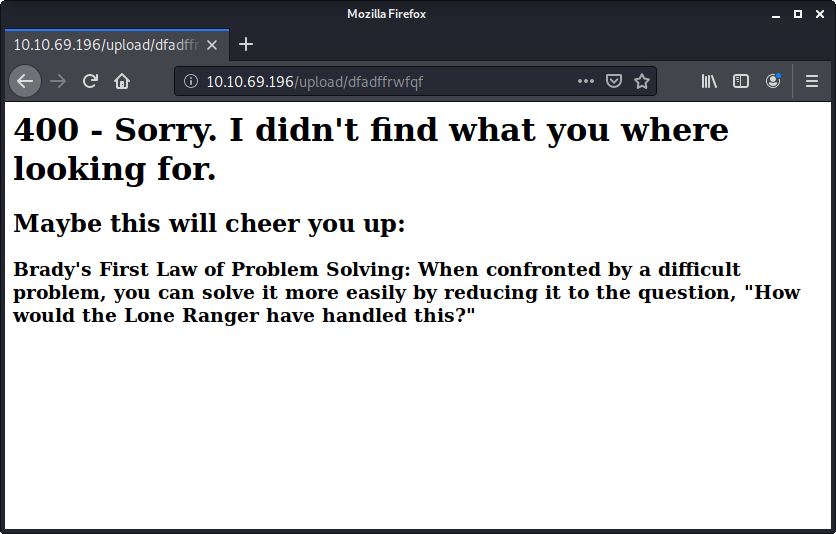 Mozilla Firefox
10.10.69.196/upload/dfadffr
10.10.69.196/upload/dfadffrwfqf
400 - Sorry. I didn't find what you where
looking for.
Maybe this will cheer you up:
Brady's First Law of Problem Solving: When confronted by a difficult
problem, you can solve it more easily by reducing it to the question, "How
would the Lone Ranger have handled this?"